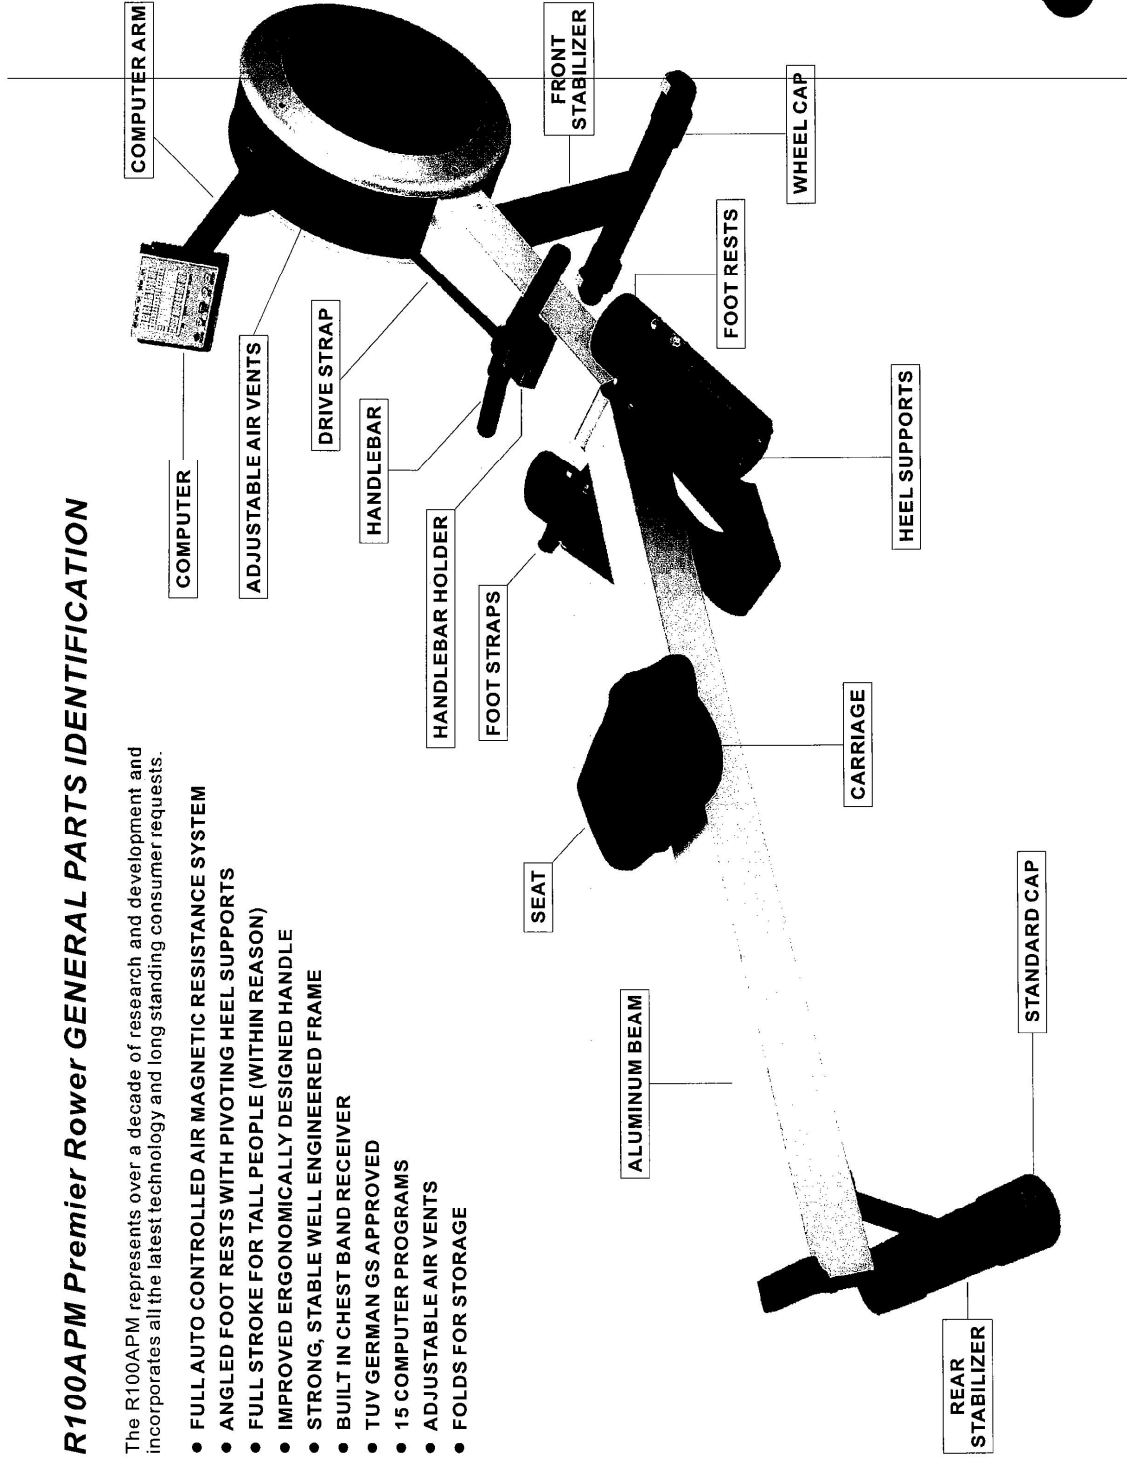 R100APM Premier Rower GENERAL PARTS IDENTIFICATION
The R100APM represents over a decade of research and development and
incorporates all the latest technology and long standing consumer requests.
● FULL AUTO CONTROLLED AIR MAGNETIC RESISTANCE SYSTEM
● ANGLED FOOT RESTS WITH PIVOTING HEEL SUPPORTS
● FULL STROKE FOR TALL PEOPLE (WITHIN REASON)
● IMPROVED ERGONOMICALLY DESIGNED HANDLE
● STRONG, STABLE WELL ENGINEERED FRAME
● BUILT IN CHEST BAND RECEIVER
● TUV GERMAN GS APPROVED
● 15 COMPUTER PROGRAMS
● ADJUSTABLE AIR VENTS
● FOLDS FOR STORAGE
COMPUTER ARM
COMPUTER
ADJUSTABLE AIR VENTS
DRIVE STRAP
HANDLEBAR
HANDLEBAR HOLDER
FOOT STRAPS
SEAT
ALUMINUM BEAM
REAR
STABILIZER
FRONT
STABILIZER
WHEEL CAP
FOOT RESTS
HEEL SUPPORTS
CARRIAGE
STANDARD CAP